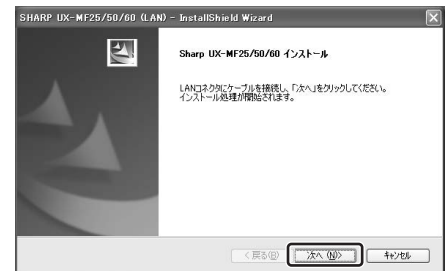 SHARP UX-MF25/50/60 (LAN) - InstallShield Wizard
Sharp UX-MF25/50/60 インストール
LANコネクタにケーブルを接続し、「次へ」をクリックしてください。
インストール処理が開始されます。
< 戻る(B)
次へ (N)>
キャンセル